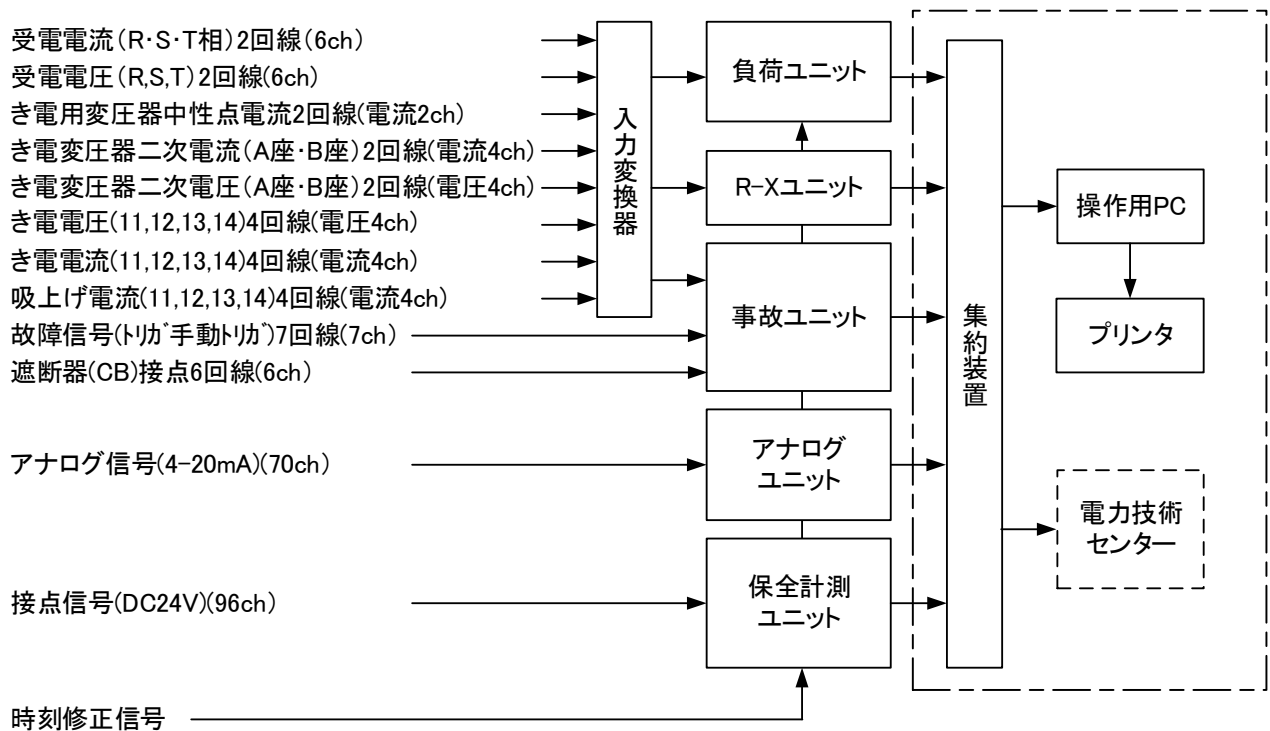 受電電流(R・S・T相)2回線(6ch)
受電電圧(R,S,T)2回線(6ch)
き電用変圧器中性点電流2回線(電流2ch)
き電変圧器二次電流(A座・B座)2回線(電流4ch)
き電変圧器二次電圧(A座・B座)2回線(電圧4ch)
き電電圧(11,12,13,14)4回線(電圧4ch)
き電電流(11,12,13,14)4回線(電流4ch)
吸上げ電流(11,12,13,14)4回線(電流4ch)
故障信号(ﾄﾘｶﾞ手動ﾄﾘｶﾞ)7回線(7ch)
遮断器(CB)接点6回線(6ch)
アナログ信号(4-20mA)(70ch)
接点信号(DC24V)(96ch)
時刻修正信号
入力変換器
負荷ユニット
R-Xユニット
事故ユニット
アナログ
ユニット
保全計測
ユニット
集約装置
操作用PC
プリンタ
電力技術
センター